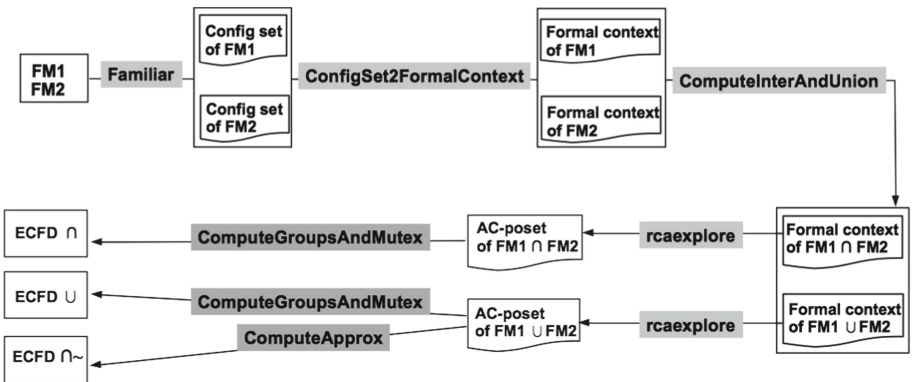 FM1
FM2
Familiar
Config set
of FM1
Config set
of FM2
ConfigSet2FormalContext
Formal context
of FM1
Formal context
of FM2
ComputeInterAndUnion
ECFD ∩
ComputeGroupsAndMutex
AC-poset
of FM1 ∩ FM2
rcaexplore
Formal context
of FM1 ∩ FM2
ECFD ∪
ComputeGroupsAndMutex
AC-poset
of FM1 ∪ FM2
rcaexplore
Formal context
of FM1 ∪ FM2
ComputeApprox
ECFD ∩~